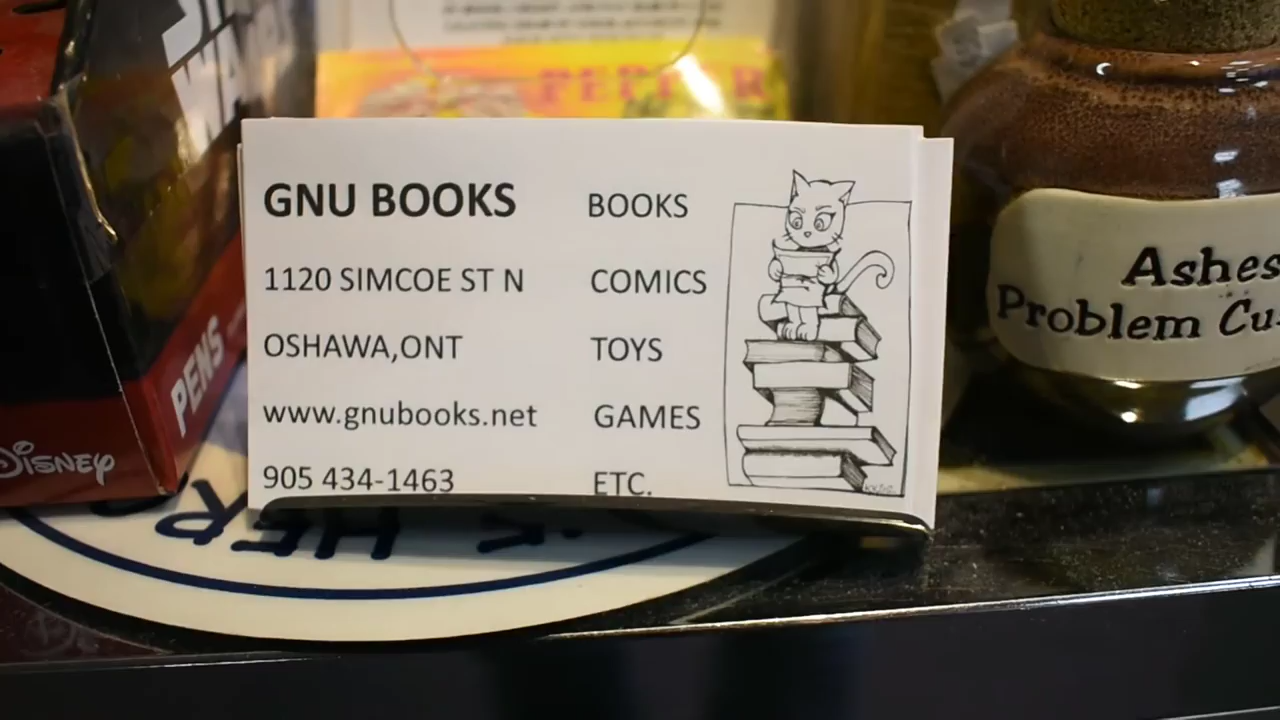 PEPPER
GNU BOOKS
BOOKS
1120 SIMCOE ST N
COMICS
OSHAWA,ONT
TOYS
www.gnubooks.net
GAMES
905 434-1463
ETC.
PENS
DISNEY
Ashes
Problem